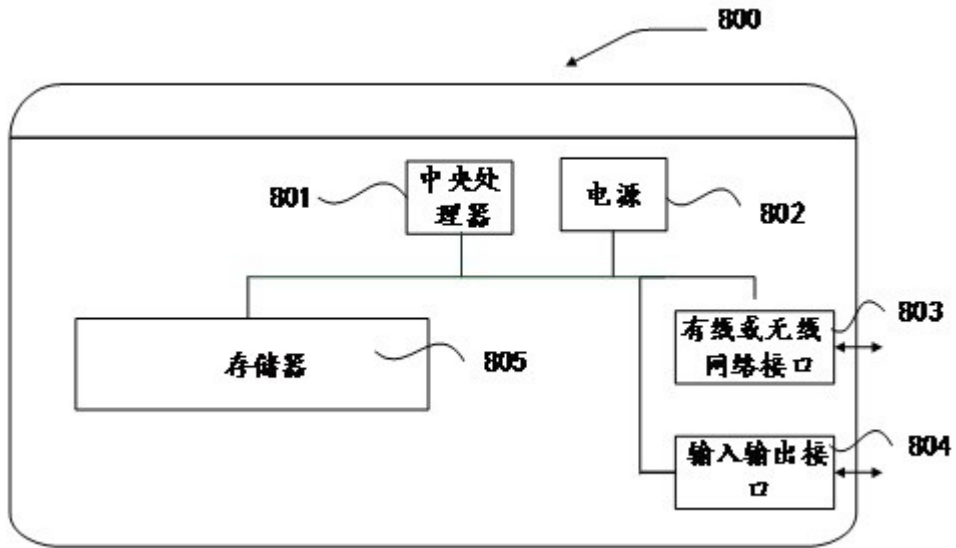 800
801
中央处
理器
电源
802
有线或无线
网络接口
803
存储器
805
输入输出接
口
804